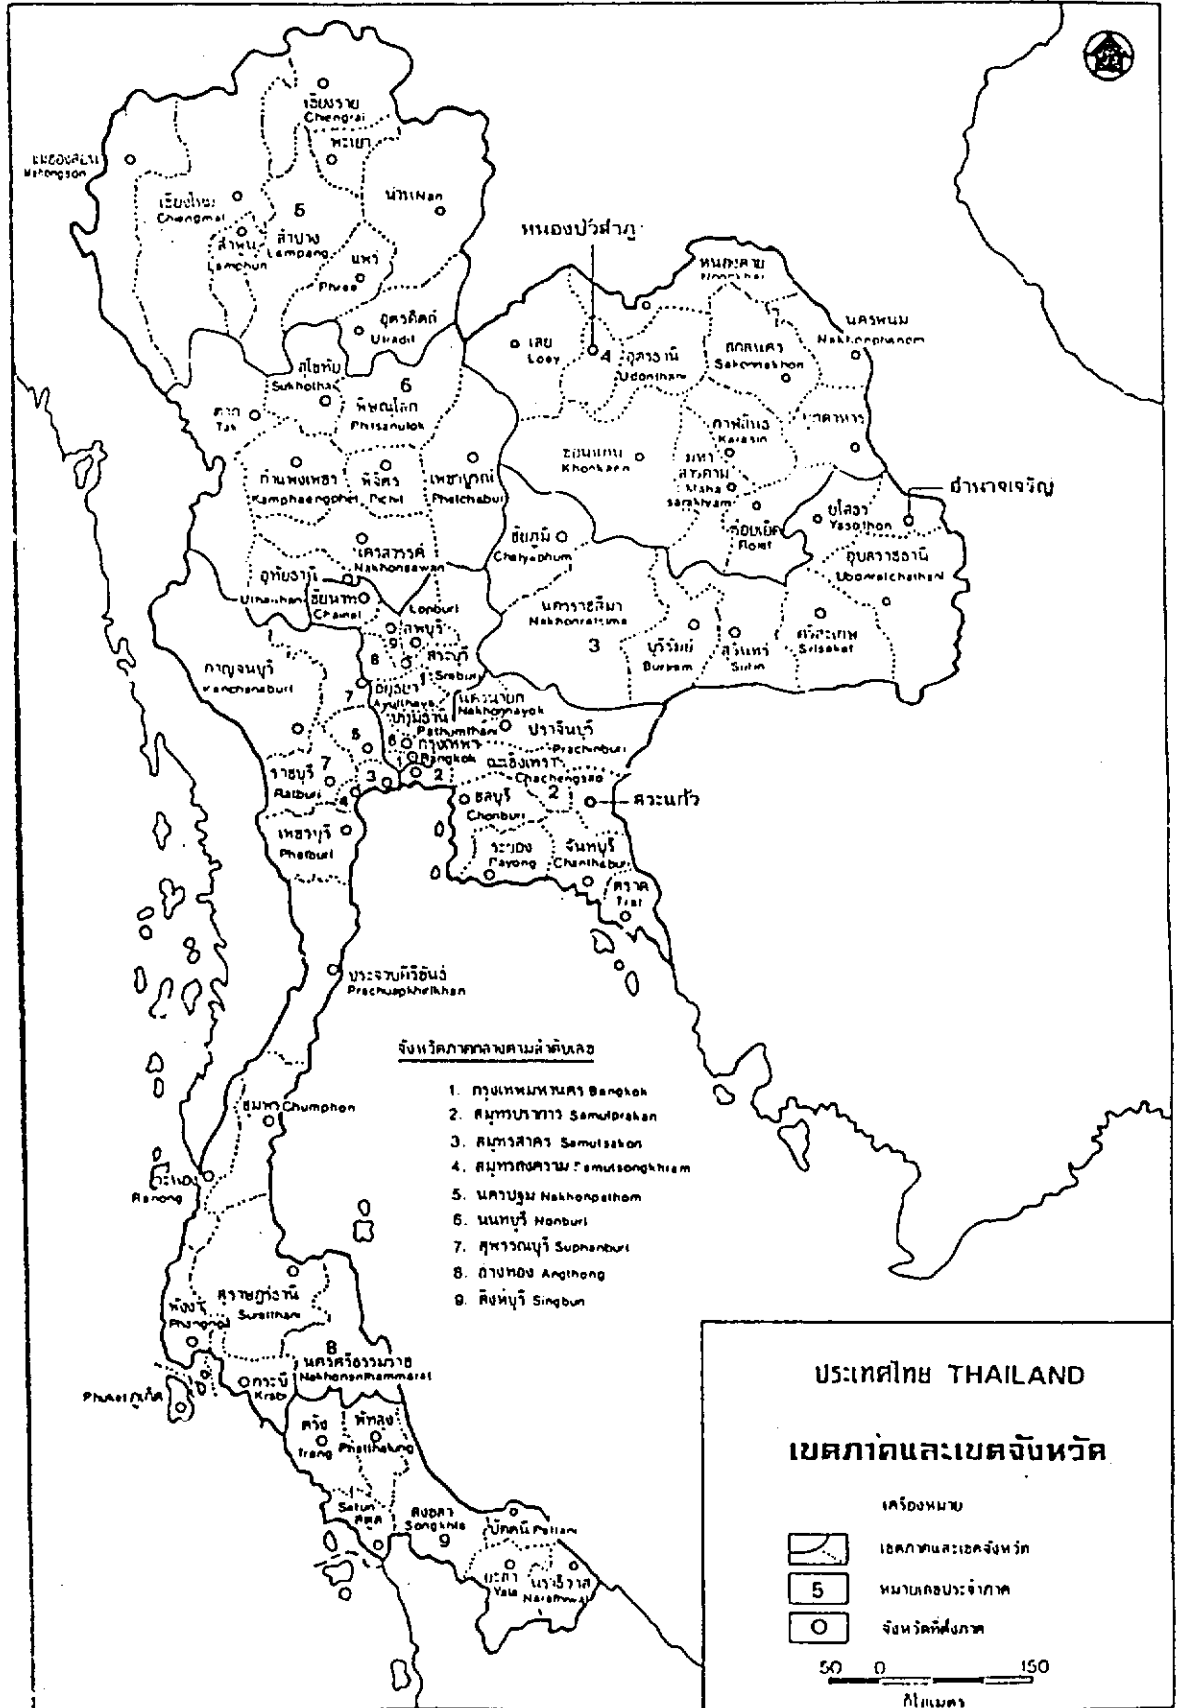 เชียงราย
Chiengrai
พะเยา
แม่ฮ่องสอน
Mahongson
เชียงใหม่
Chiengmai
น่าน Nan
5
ลำพูน
Lamphun
ลำปาง
Lampang
แพร่
Phrae
อุตรดิตถ์
Utradit
หนองบัวลำภู
หนองคาย
Nongkhai
นครพนม
Nakhonphanom
เลย
Loey
4
อุดรธานี
Udonthani
สกลนคร
Sakonnakhon
สุโขทัย
Sukhothai
6
พิษณุโลก
Phitsanulok
ตาก
Tak
กาฬสินธุ์
Karasin
มุกดาหาร
ขอนแก่น
Khonkaen
มหา
สารคาม
Maha
sarakham
กำแพงเพชร
Kamphaengphet
พิจิตร
Pichit
เพชรบูรณ์
Phetchabun
อำนาจเจริญ
ยโสธร
Yasothon
ร้อยเอ็ด
Roiet
ชัยภูมิ
Chaiyaphum
นครสวรรค์
Nakhonsawan
อุบลราชธานี
Ubonratchathani
อุทัยธานี
Uthaithani
ชัยนาท
Chainat
นครราชสีมา
Nakhonratsima
3
บุรีรัมย์
Buriram
สุรินทร์
Surin
ศรีสะเกษ
Srisaket
Lopburi
ลพบุรี
9
8
สระบุรี
Sraburi
กาญจนบุรี
Kanchanaburi
7
อยุธยา
Ayutthaya
นครนายก
Nakhonnayok
ปทุมธานี
Pathumthani
ปราจีนบุรี
Prachinburi
5
6
กรุงเทพฯ
Bangkok
1
2
ฉะเชิงเทรา
Chachengsao
ราชบุรี
7
Ratburi
3
4
ชลบุรี
Chonburi
2
สระแก้ว
เพชรบุรี
Phetburi
ระยอง
Rayong
จันทบุรี
Chanthaburi
ตราด
Trat
ประจวบคีรีขันธ์
Prachuapkhirikhan
จังหวัดภาคกลางตามลำดับเลข
1. กรุงเทพมหานคร Bangkok
2. สมุทรปราการ Samutprakan
3. สมุทรสาคร Samutsakon
4. สมุทรสงคราม Samutsongkhram
5. นครปฐม Nakhonpathom
6. นนทบุรี Nonburi
7. สุพรรณบุรี Suphanburi
8. อ่างทอง Angthong
9. สิงห์บุรี Singburi
ชุมพร Chumphon
ระนอง
Ranong
สุราษฎร์ธานี
Suratthani
พังงา
Phangnga
8
นครศรีธรรมราช
Nakhonsrithammarat
Phuket ภูเก็ต
กระบี่
Krabi
ตรัง
Trang
พัทลุง
Phatthalung
Satun
สตูล
สงขลา
Songkhla
9
ปัตตานี Pattani
ยะลา
Yala
นราธิวาส
Narathiwat
ประเทศไทย THAILAND
เขตภาคและเขตจังหวัด
เครื่องหมาย
เขตภาคและเขตจังหวัด
5 หมายเลขประจำภาค
จังหวัดที่ตั้งภาค
50 0 150
กิโลเมตร